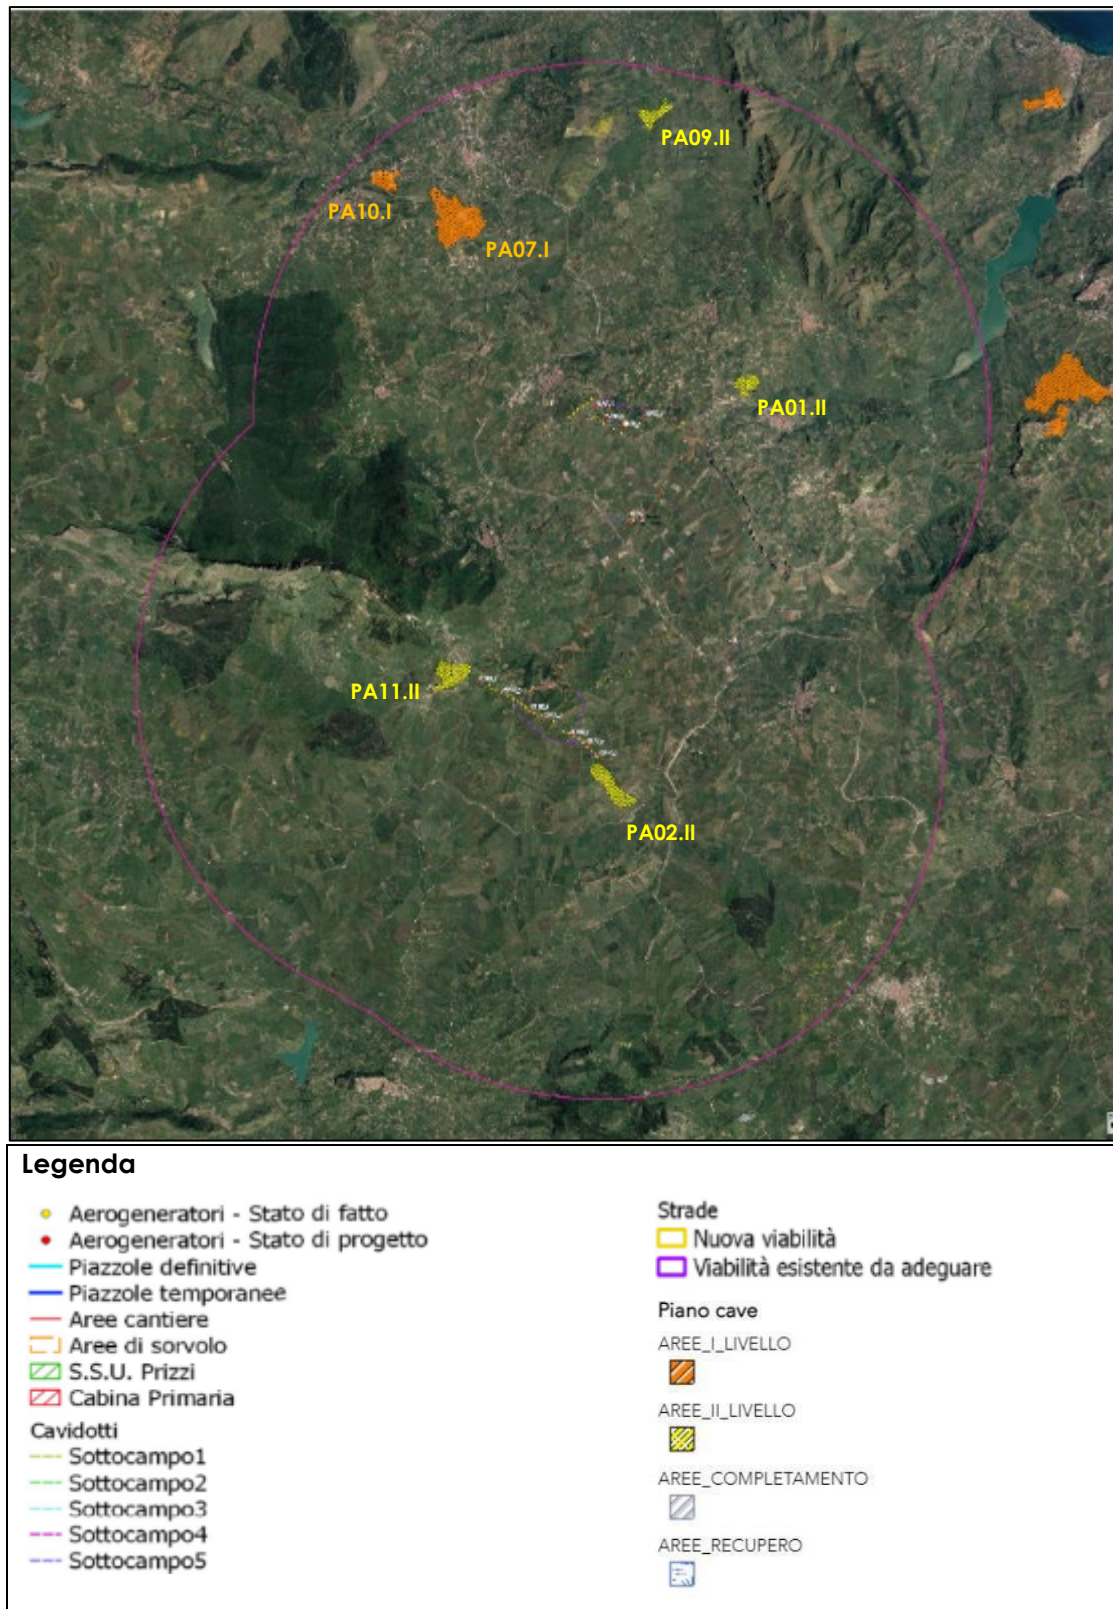 PA09.II
PA10.I
PA07.I
PA01.II
PA11.II
PA02.II
Legenda
Aerogeneratori - Stato di fatto
Aerogeneratori - Stato di progetto
Piazzole definitive
Piazzole temporanee
Aree cantiere
Aree di sorvolo
S.S.U. Prizzi
Cabina Primaria
Cavidotti
Sottocampo1
Sottocampo2
Sottocampo3
Sottocampo4
Sottocampo5
Strade
Nuova viabilità
Viabilità esistente da adeguare
Piano cave
AREE_I_LIVELLO
AREE_II_LIVELLO
AREE_COMPLETAMENTO
AREE_RECUPERO